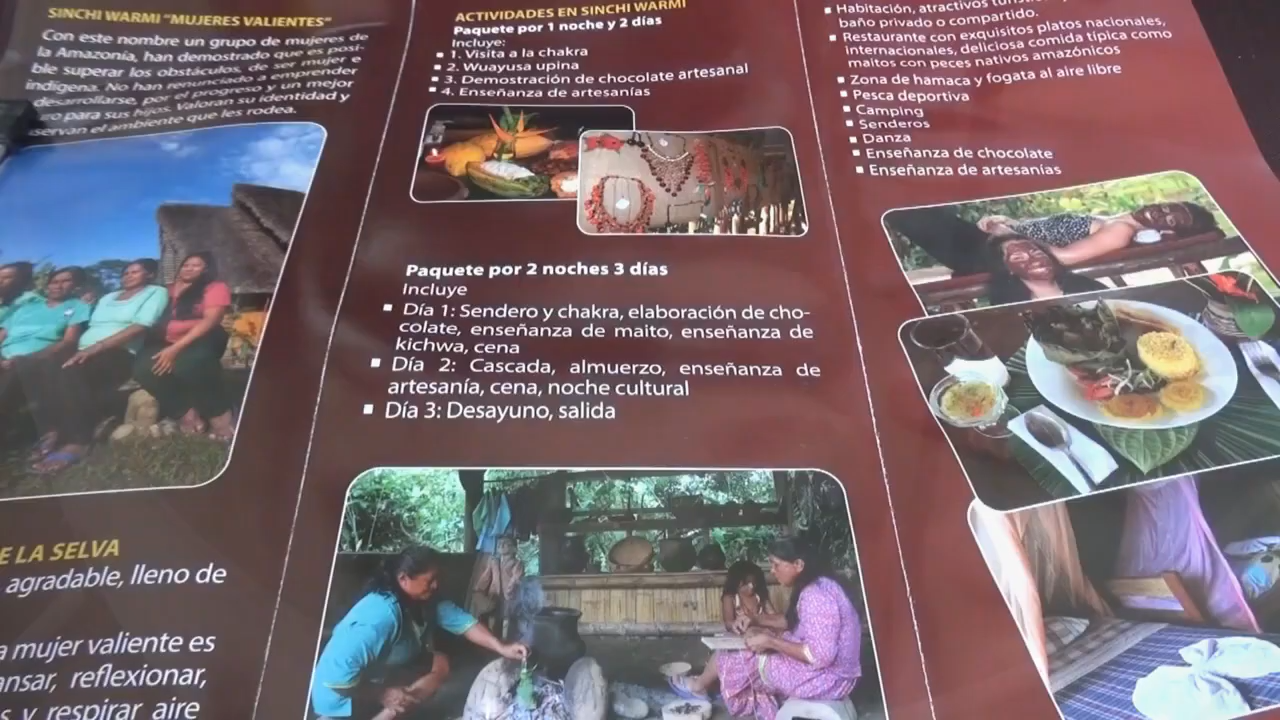 SINCHI WARMI "MUJERES VALIENTES"
Con este nombre un grupo de mujeres de
la Amazonía, han demostrado que es posi-
ble superar los obstáculos, de ser mujer e
indígena. No han renunciado a emprender
desarrollarse, por el progreso y un mejor
para sus hijos. Valoran su identidad y
servan el ambiente que les rodea.
E LA SELVA
agradable, lleno de
a mujer valiente es
ansar, reflexionar,
s y respirar aire
ACTIVIDADES EN SINCHI WARMI
Paquete por 1 noche y 2 días
Incluye:
▪ 1. Visita a la chakra
▪ 2. Wuayusa upina
▪ 3. Demostración de chocolate artesanal
▪ 4. Enseñanza de artesanías
Paquete por 2 noches 3 días
Incluye
▪ Día 1: Sendero y chakra, elaboración de cho-
colate, enseñanza de maito, enseñanza de
kichwa, cena
▪ Día 2: Cascada, almuerzo, enseñanza de
artesanía, cena, noche cultural
▪ Día 3: Desayuno, salida
▪ Habitación, atractivos
baño privado o compartido.
▪ Restaurante con exquisitos platos nacionales,
internacionales, deliciosa comida típica como
maitos con peces nativos amazónicos
▪ Zona de hamaca y fogata al aire libre
▪ Pesca deportiva
▪ Camping
▪ Senderos
▪ Danza
▪ Enseñanza de chocolate
▪ Enseñanza de artesanías